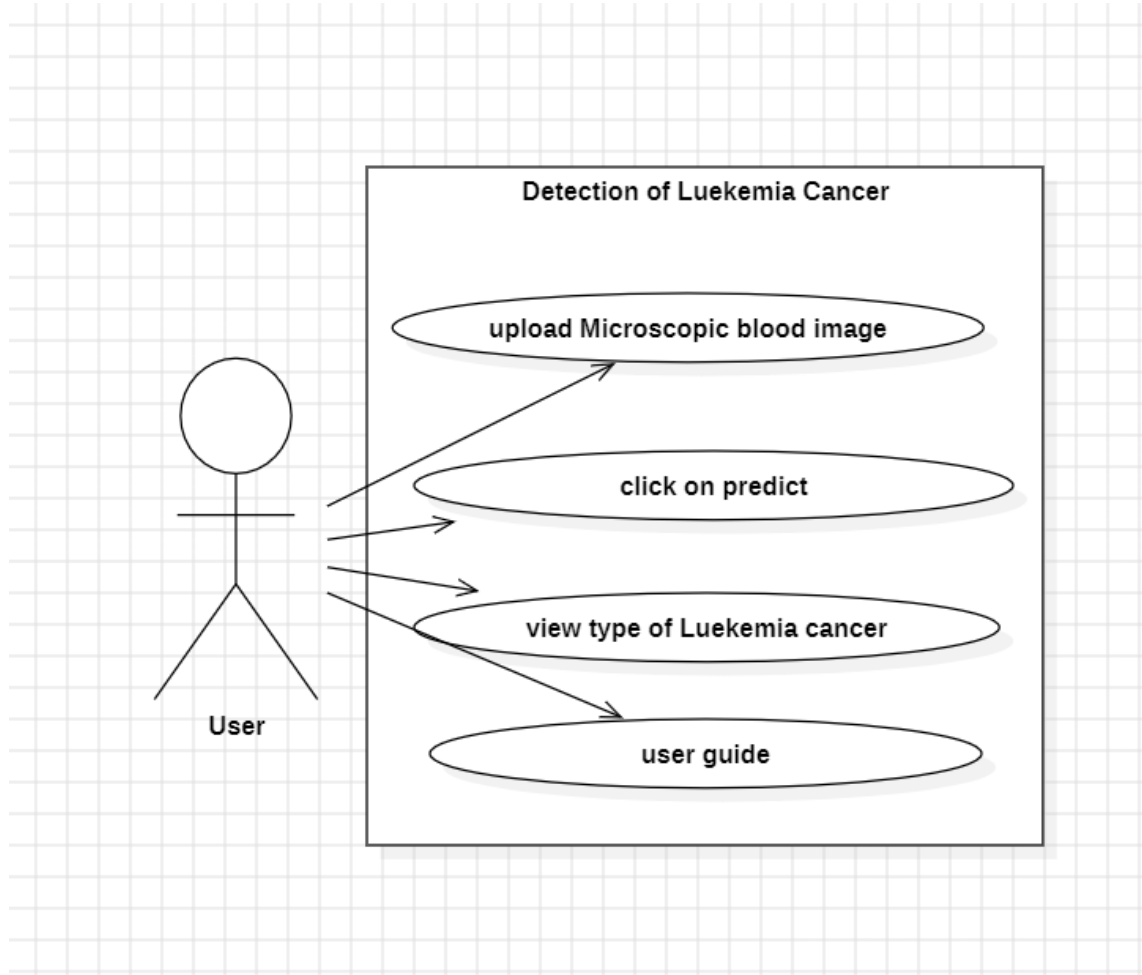 Detection of Luekemia Cancer
upload Microscopic blood image
click on predict
view type of Luekemia cancer
User
user guide